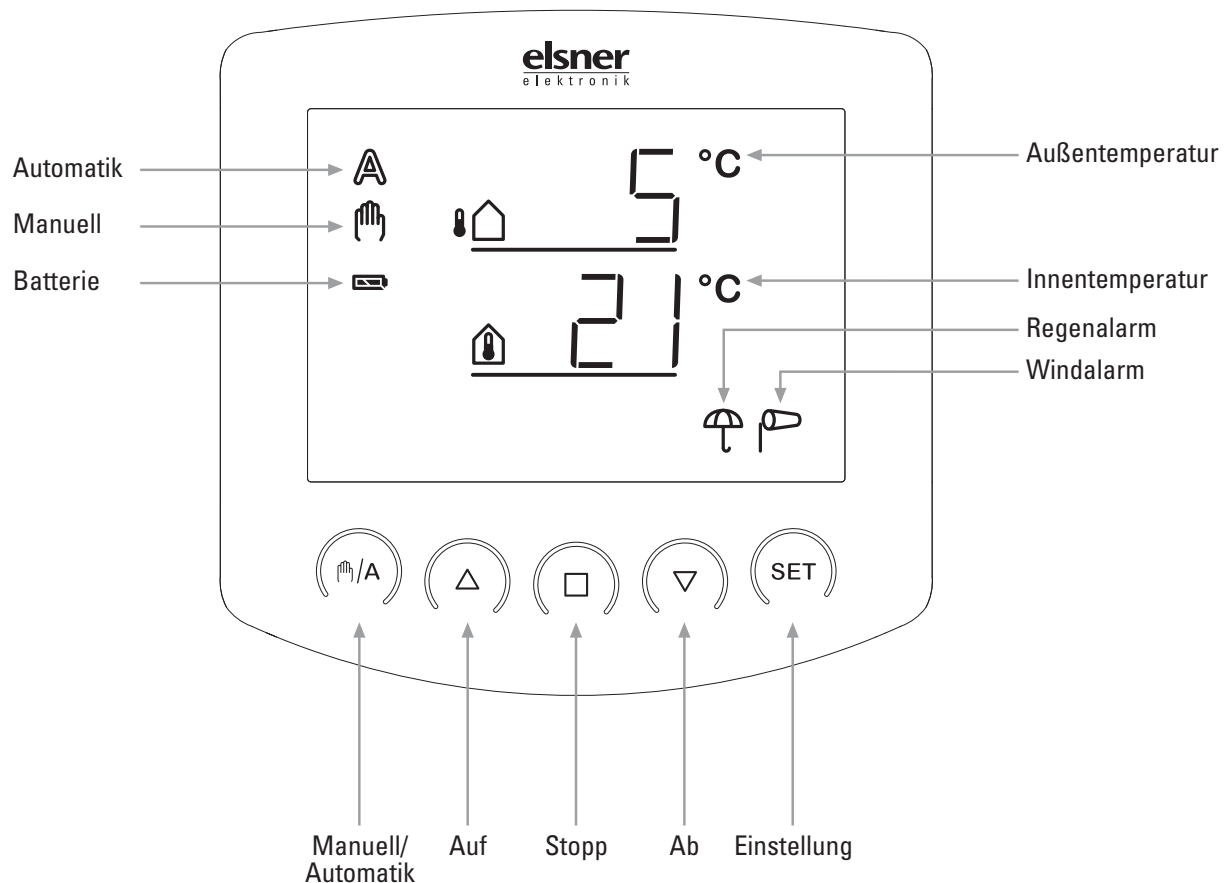 elsner
elektronik
Automatik
A
5 °C
Außentemperatur
Manuell
Batterie
21 °C
Innentemperatur
Regenalarm
Windalarm
/A
SET
Manuell/
Automatik
Auf
Stopp
Ab
Einstellung